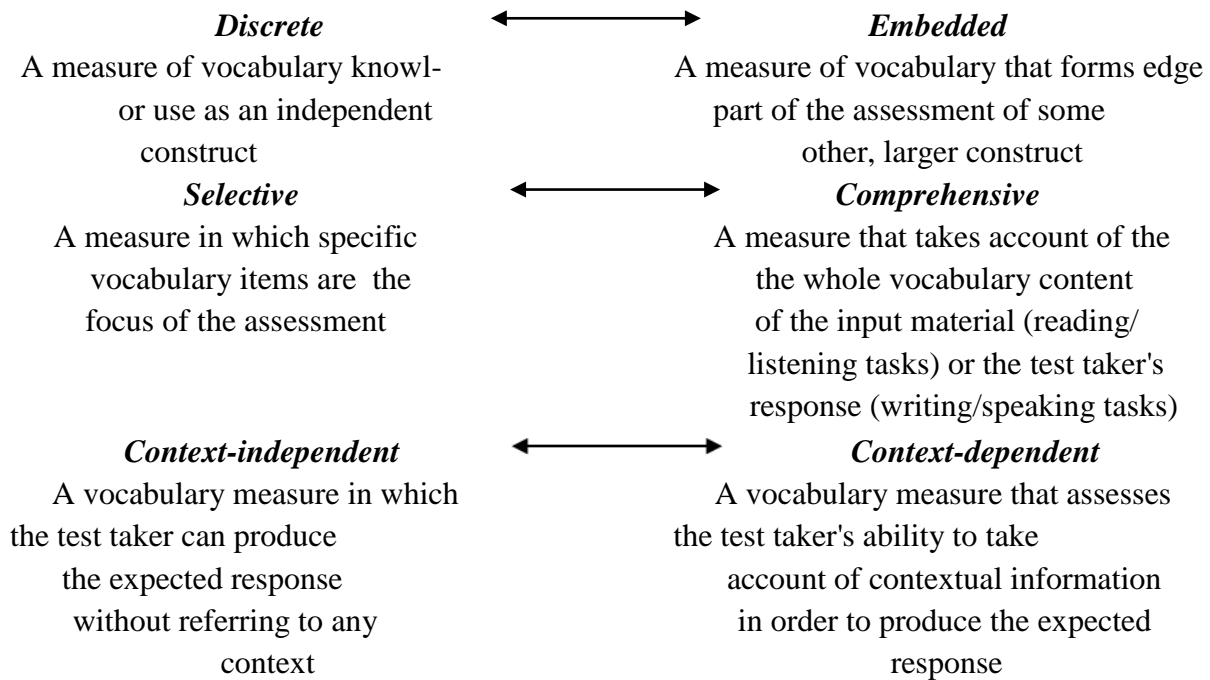 Discrete Embedded
A measure of vocabulary knowl- A measure of vocabulary that forms edge
or use as an independent part of the assessment of some
construct other, larger construct
Selective Comprehensive
A measure in which specific A measure that takes account of the
vocabulary items are the the whole vocabulary content
focus of the assessment of the input material (reading/
listening tasks) or the test taker's
response (writing/speaking tasks)
Context-independent Context-dependent
A vocabulary measure in which A vocabulary measure that assesses
the test taker can produce the test taker's ability to take
the expected response account of contextual information
without referring to any in order to produce the expected
context response